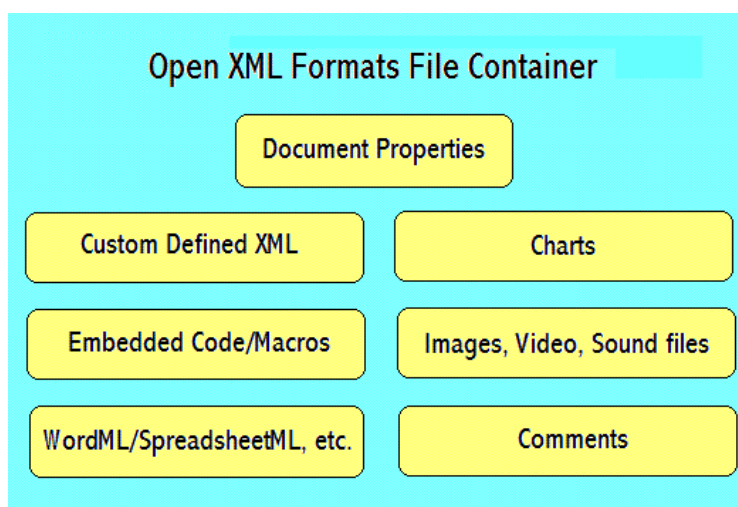 Open XML Formats File Container
Document Properties
Custom Defined XML
Charts
Embedded Code/Macros
Images, Video, Sound files
WordML/SpreadsheetML, etc.
Comments